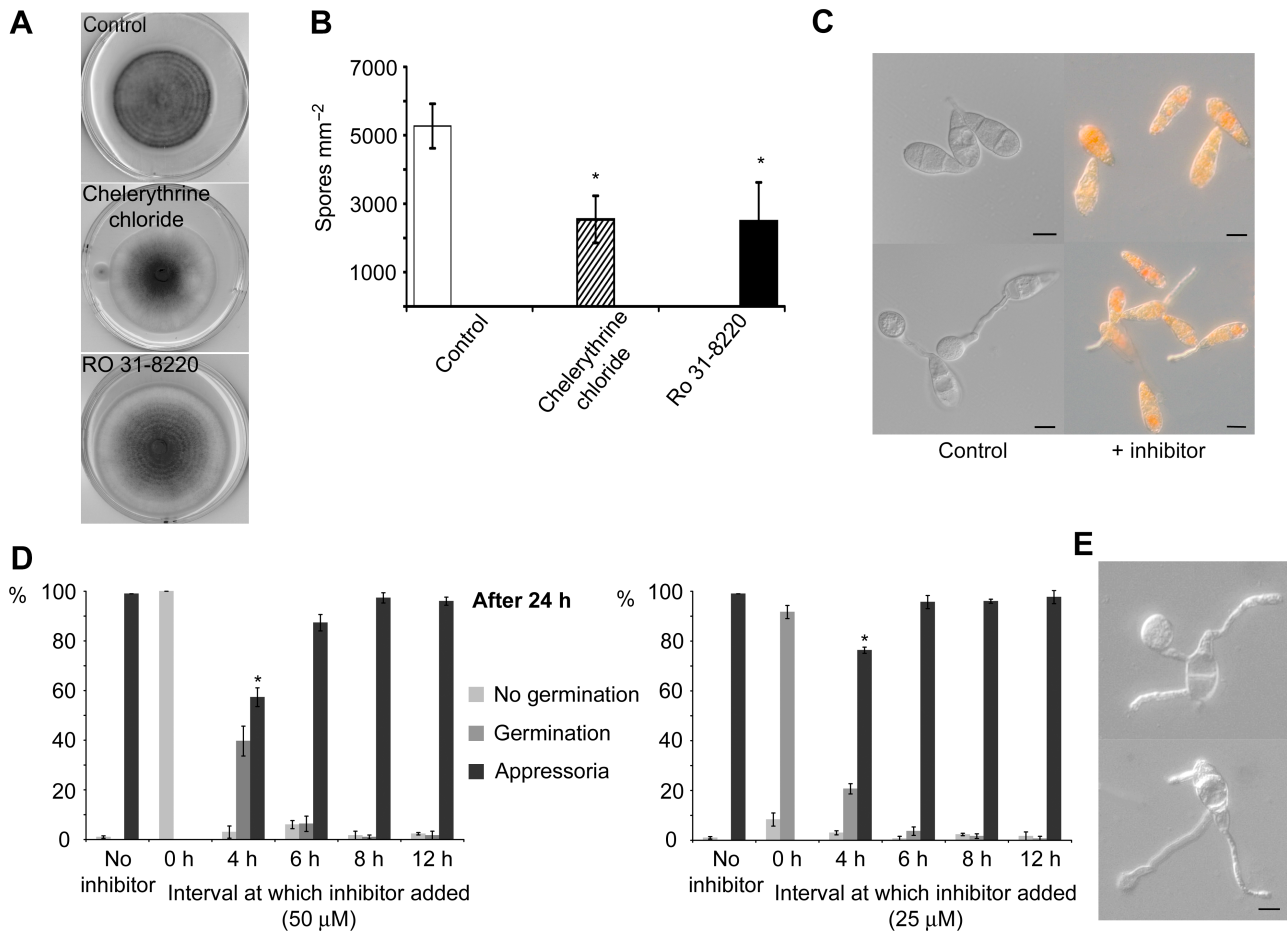 A
Control
Chelerythrine
chloride
RO 31-8220
B
7000
5000
3000
1000
Spores mm⁻²
*
*
Control
Chelerythrine
chloride
Ro 31-8220
C
Control
+ inhibitor
D
%
100
80
60
40
20
0
*
No
inhibitor
0 h
4 h
6 h
8 h
12 h
Interval at which inhibitor added
(50 μM)
After 24 h
No germination
Germination
Appressoria
%
100
80
60
40
20
0
*
No
inhibitor
0 h
4 h
6 h
8 h
12 h
Interval at which inhibitor added
(25 μM)
E